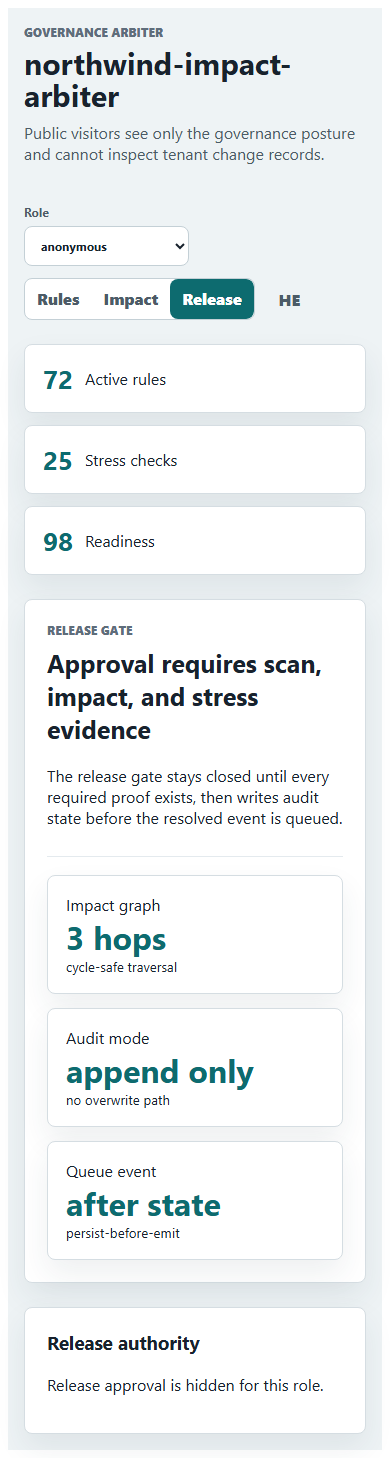 GOVERNANCE ARBITER
northwind-impact-
arbiter
Public visitors see only the governance posture
and cannot inspect tenant change records.
Role
anonymous
Rules Impact Release HE
72 Active rules
25 Stress checks
98 Readiness
RELEASE GATE
Approval requires scan,
impact, and stress
evidence
The release gate stays closed until every
required proof exists, then writes audit
state before the resolved event is queued.
Impact graph
3 hops
cycle-safe traversal
Audit mode
append only
no overwrite path
Queue event
after state
persist-before-emit
Release authority
Release approval is hidden for this role.